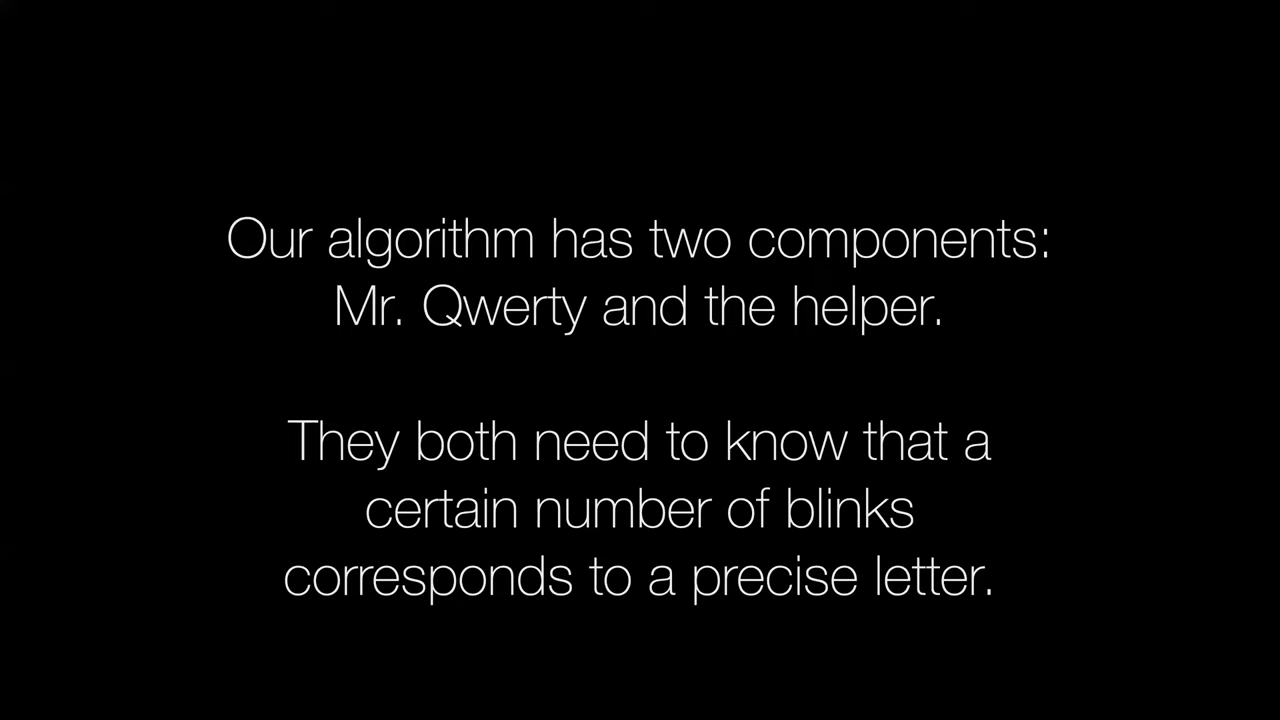 Our algorithm has two components:
Mr. Qwerty and the helper.
They both need to know that a
certain number of blinks
corresponds to a precise letter.